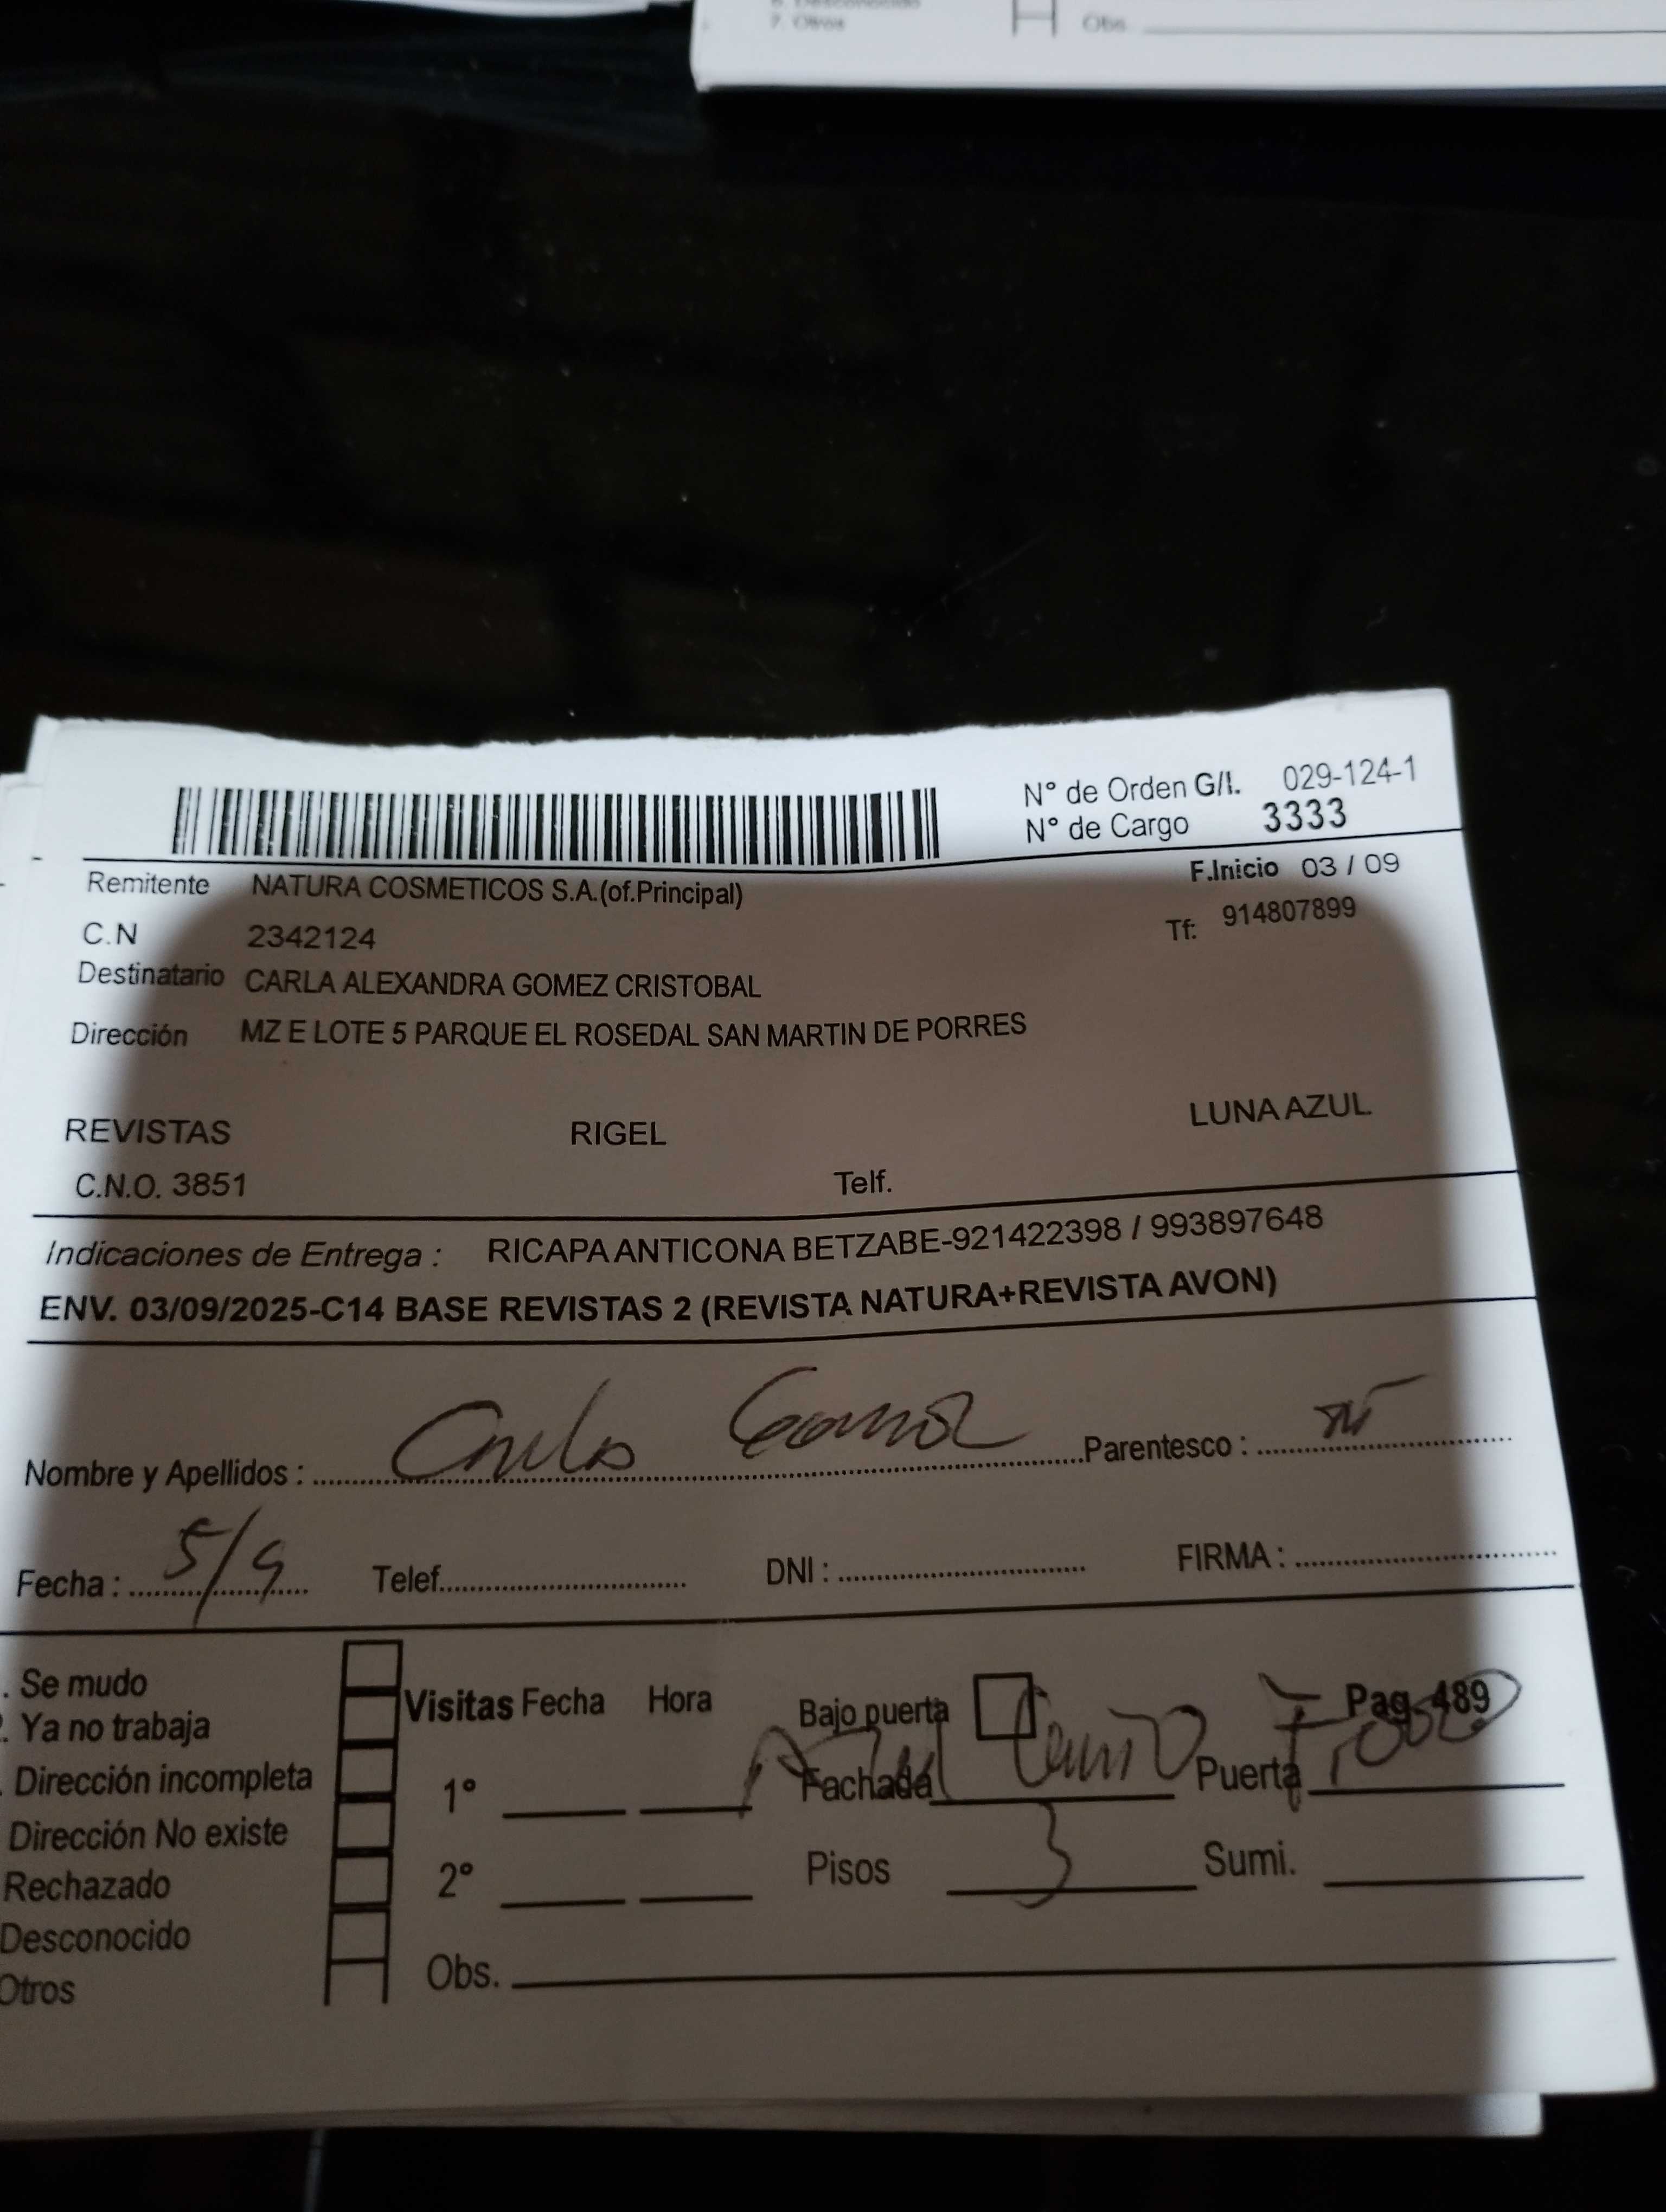 7. Otros
Obs.
N° de Orden G/I. 029-124-1
N° de Cargo 3333
F.Inicio 03 / 09
Remitente NATURA COSMETICOS S.A.(of.Principal)
Tf: 914807899
C.N 2342124
Destinatario CARLA ALEXANDRA GOMEZ CRISTOBAL
Dirección MZ E LOTE 5 PARQUE EL ROSEDAL SAN MARTIN DE PORRES
REVISTAS RIGEL LUNA AZUL
C.N.O. 3851 Telf.
Indicaciones de Entrega : RICAPA ANTICONA BETZABE-921422398 / 993897648
ENV. 03/09/2025-C14 BASE REVISTAS 2 (REVISTA NATURA+REVISTA AVON)
Nombre y Apellidos : Parentesco :
Fecha : 5/9 Telef. DNI : FIRMA :
Se mudo
Ya no trabaja
Visitas Fecha Hora Bajo puerta Pag. 489
Dirección incompleta
1° Fachada Puerta
Dirección No existe
Rechazado
2° Pisos 3 Sumi.
Desconocido
Otros
Obs.